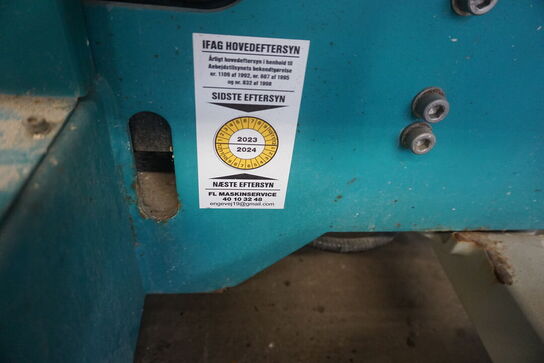 IFAG HOVEDEFTERSYN
Årligt hovedeftersyn i henhold til
Arbejdstilsynets bekendtgørelse
nr. 1109 af 1992, nr. 667 af 1995
og nr. 832 af 1998
SIDSTE EFTERSYN
2023
2024
NÆSTE EFTERSYN
FL MASKINSERVICE
40 10 32 48
engevej19@gmail.com